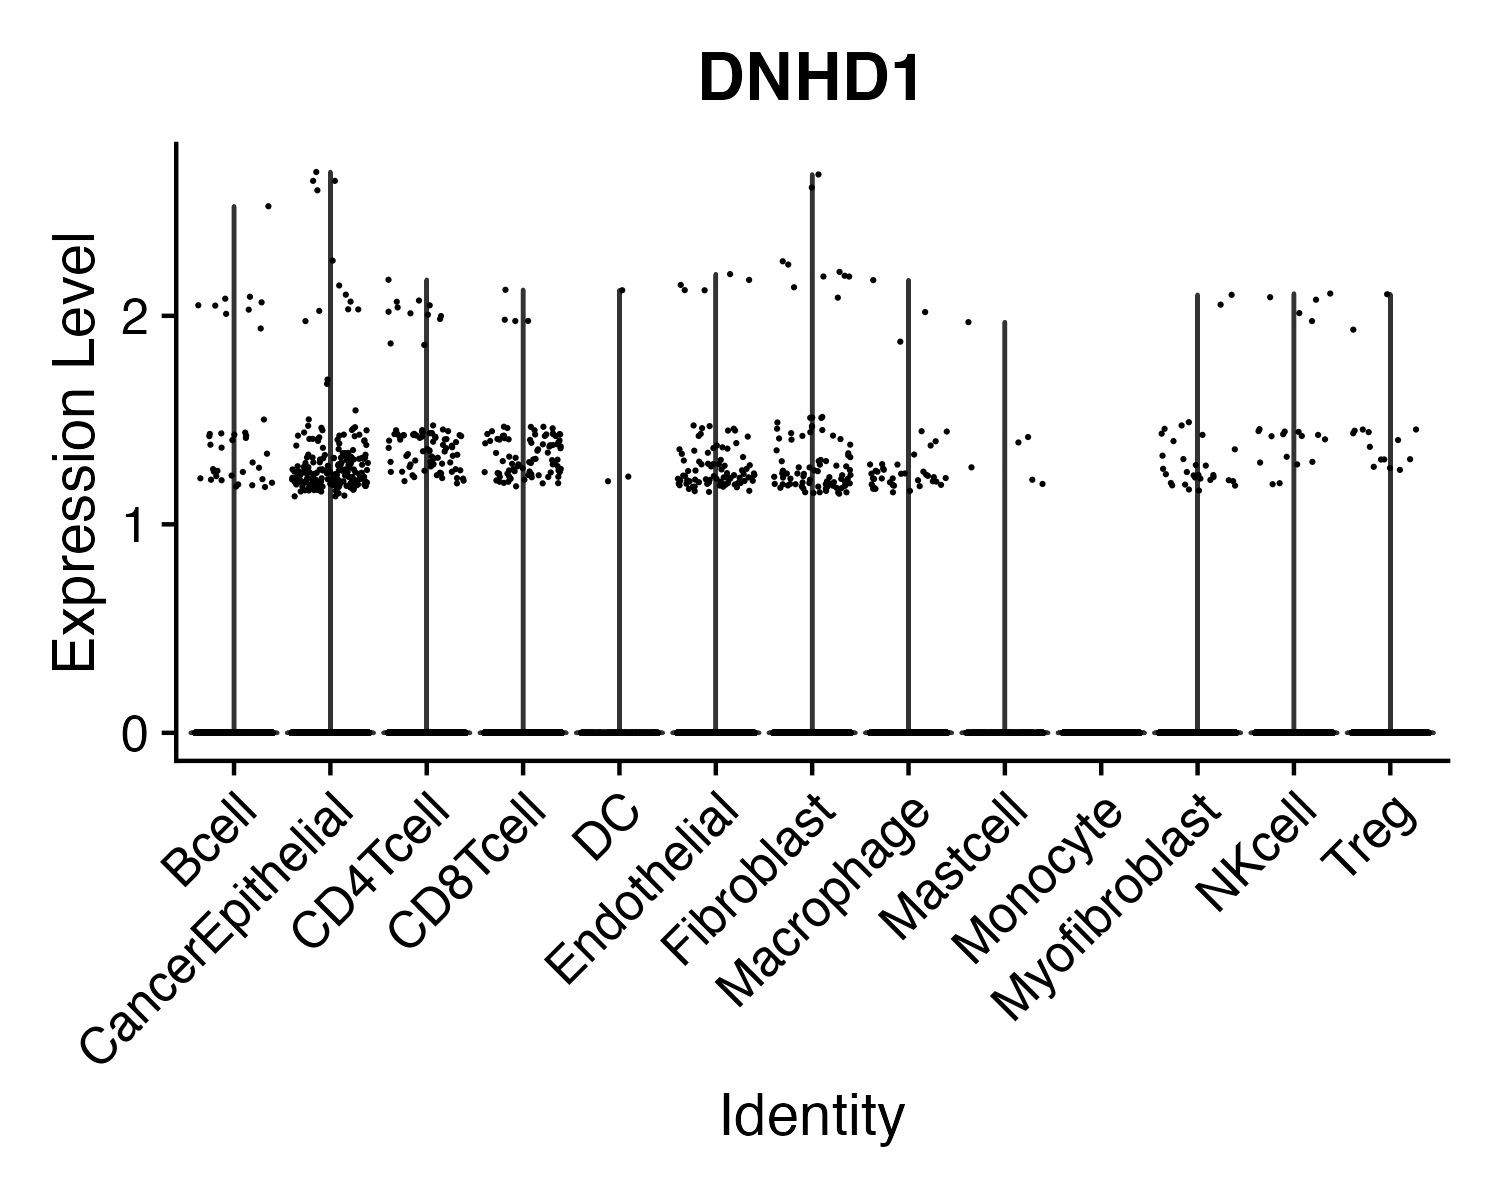 DNHD1
Expression Level
2
1
0
Bcell
CancerEpithelial
CD4Tcell
CD8Tcell
DC
Endothelial
Fibroblast
Macrophage
Mastcell
Monocyte
Myofibroblast
NKcell
Treg
Identity